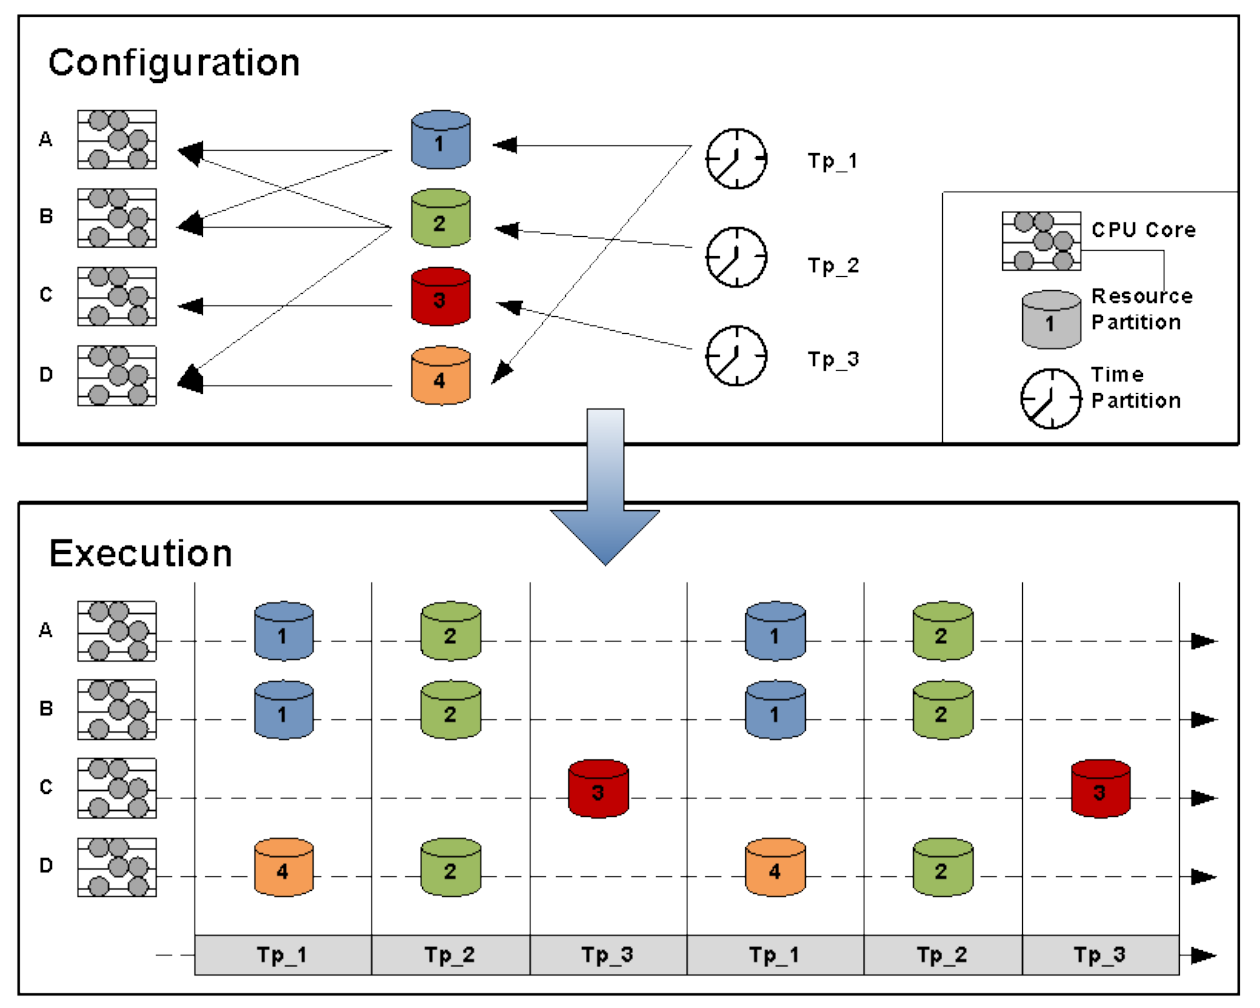 Configuration
A
1
Tp_1
B
2
Tp_2
C
3
Tp_3
D
4
CPU Core
Resource
Partition
1
Time
Partition
Execution
A
1
2
1
2
B
1
2
1
2
C
3
3
D
4
2
4
2
Tp_1
Tp_2
Tp_3
Tp_1
Tp_2
Tp_3